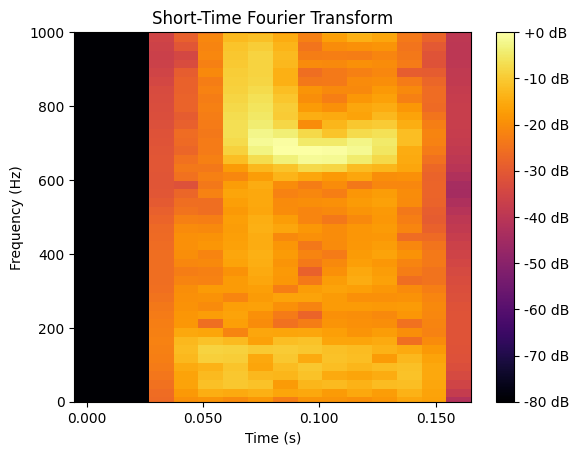 Short-Time Fourier Transform
1000
800
600
400
200
0
Frequency (Hz)
0.000
0.050
0.100
0.150
Time (s)
+0 dB
-10 dB
-20 dB
-30 dB
-40 dB
-50 dB
-60 dB
-70 dB
-80 dB